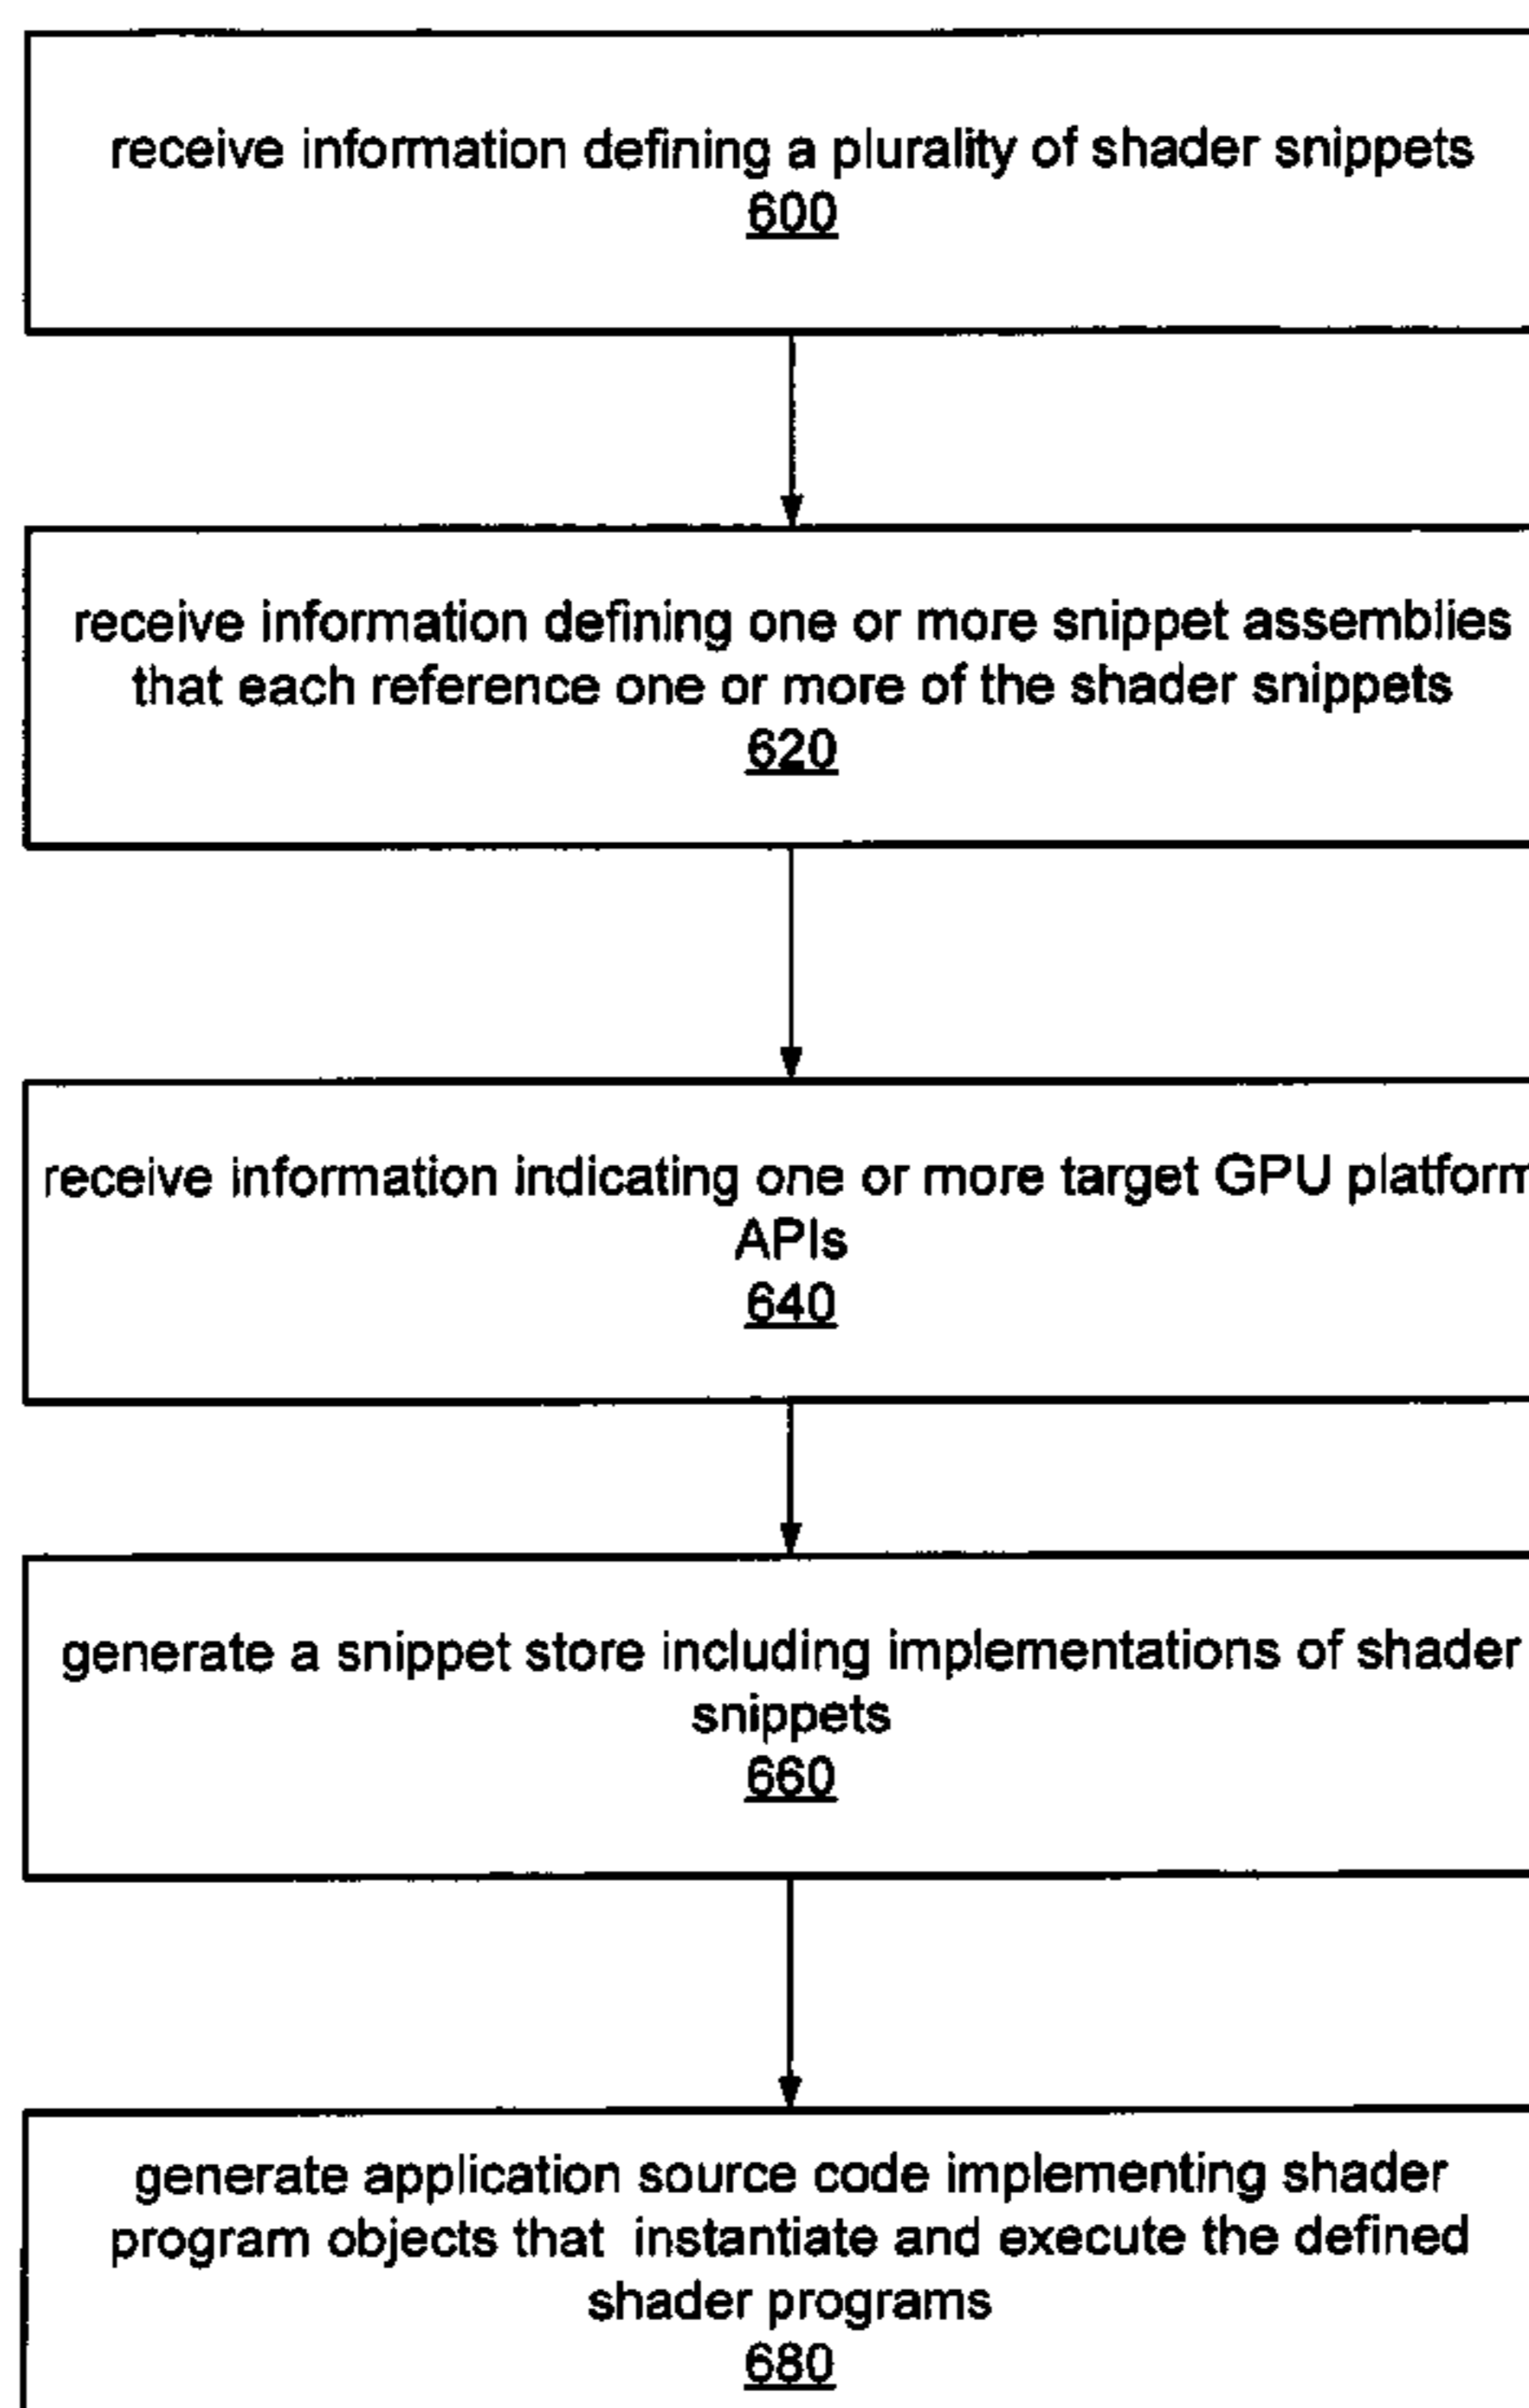 receive information defining a plurality of shader snippets
600
receive information defining one or more snippet assemblies
that each reference one or more of the shader snippets
620
receive information indicating one or more target GPU platform
APIs
640
generate a snippet store including implementations of shader
snippets
660
generate application source code implementing shader
program objects that instantiate and execute the defined
shader programs
680